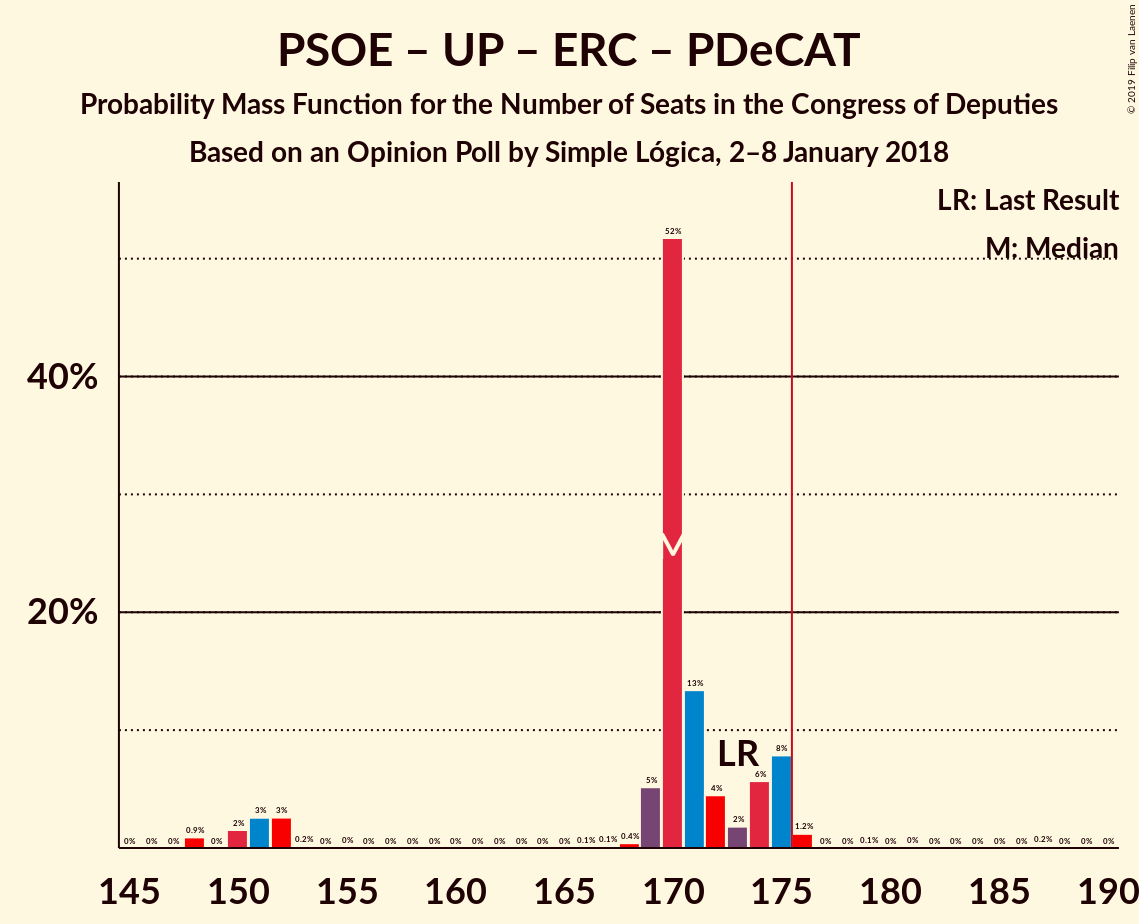 PSOE – UP – ERC – PDeCAT
Probability Mass Function for the Number of Seats in the Congress of Deputies
Based on an Opinion Poll by Simple Lógica, 2–8 January 2018
© 2019 Filip van Laenen
LR: Last Result
M: Median
52%
40%
20%
M
13%
LR
8%
6%
5%
4%
3% 3%
2% 2%
0% 0% 0% 0.9% 0% 0.2% 0% 0% 0% 0% 0% 0% 0% 0% 0% 0% 0% 0% 0.1% 0.1% 0.4% 1.2% 0% 0% 0.1% 0% 0% 0% 0% 0% 0% 0% 0.2% 0% 0% 0%
145 150 155 160 165 170 175 180 185 190